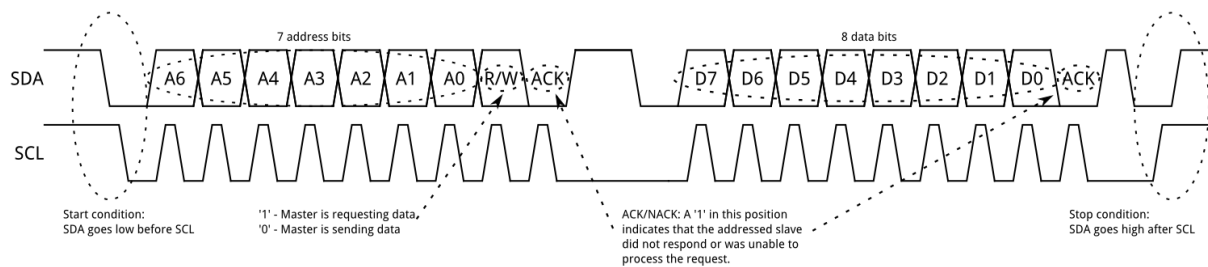 7 address bits
8 data bits
SDA A6 A5 A4 A3 A2 A1 A0 R/W ACK D7 D6 D5 D4 D3 D2 D1 D0 ACK
SCL
Start condition:
SDA goes low before SCL
'1' - Master is requesting data,
'0' - Master is sending data
ACK/NACK: A '1' in this position
indicates that the addressed slave
did not respond or was unable to
process the request.
Stop condition:
SDA goes high after SCL